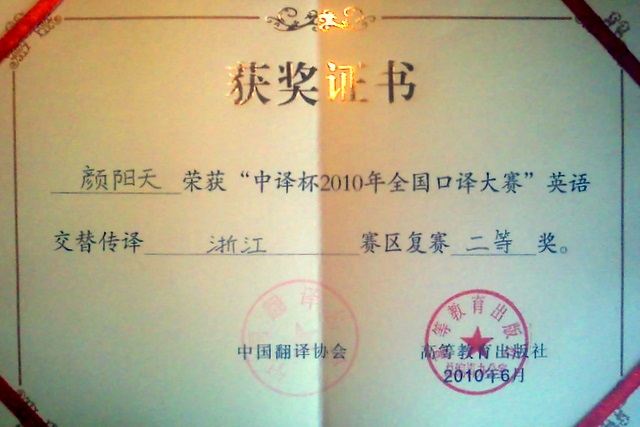 获奖证书
颜阳天 荣获“中译杯2010年全国口译大赛”英语
交替传译 浙江 赛区复赛 二等 奖。
中国翻译协会 高等教育出版社
2010年6月